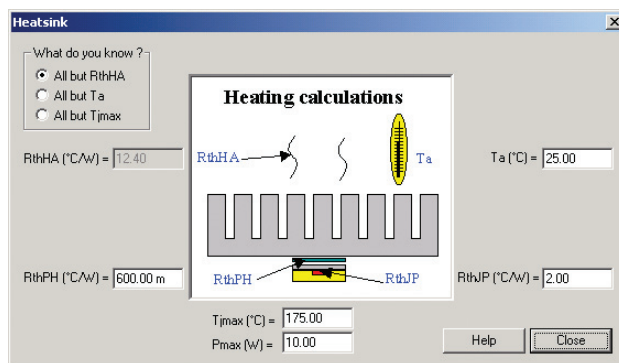 Heatsink
What do you know ?
All but RthHA
All but Ta
All but Tjmax
Heating calculations
RthHA
Ta
RthHA (°C/W) = 12.40
Ta (°C) = 25.00
RthPH (°C/W) = 600.00 m
RthPH
RthJP
RthJP (°C/W) = 2.00
Tjmax (°C) = 175.00
Pmax (W) = 10.00
Help
Close